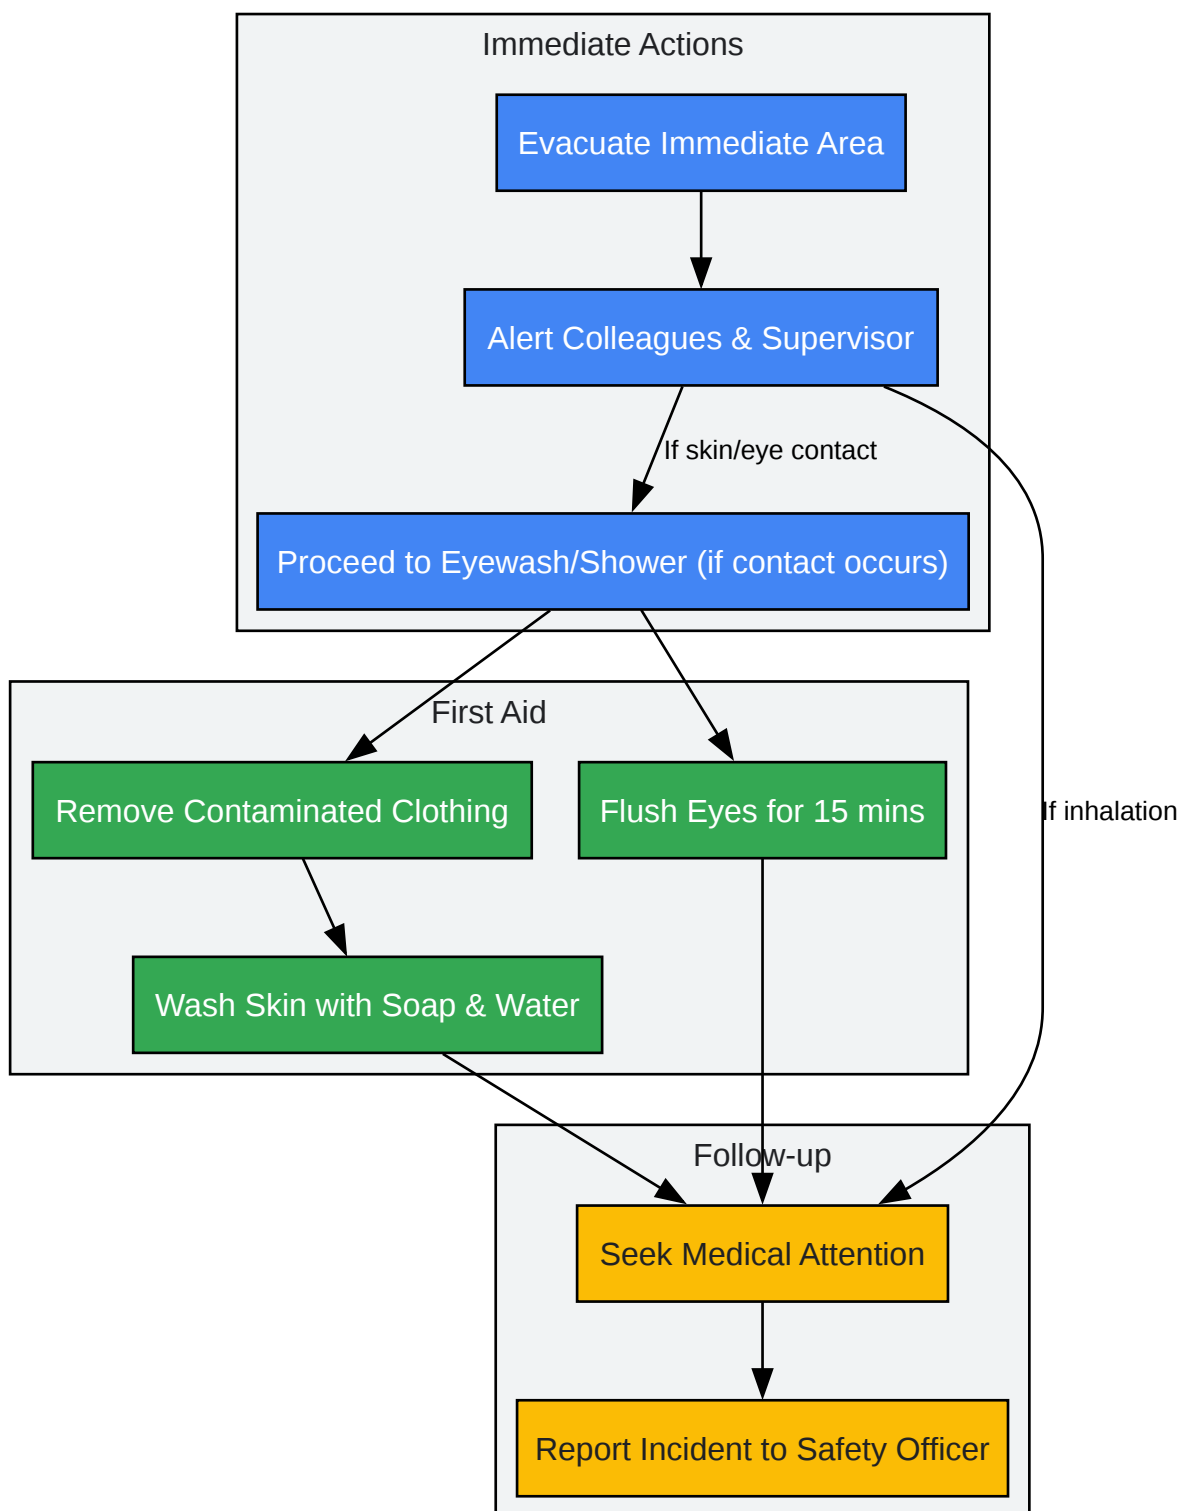 Immediate Actions
Evacuate Immediate Area
Alert Colleagues & Supervisor
If skin/eye contact
Proceed to Eyewash/Shower (if contact occurs)
First Aid
Remove Contaminated Clothing
Flush Eyes for 15 mins
If inhalation
Wash Skin with Soap & Water
Follow-up
Seek Medical Attention
Report Incident to Safety Officer